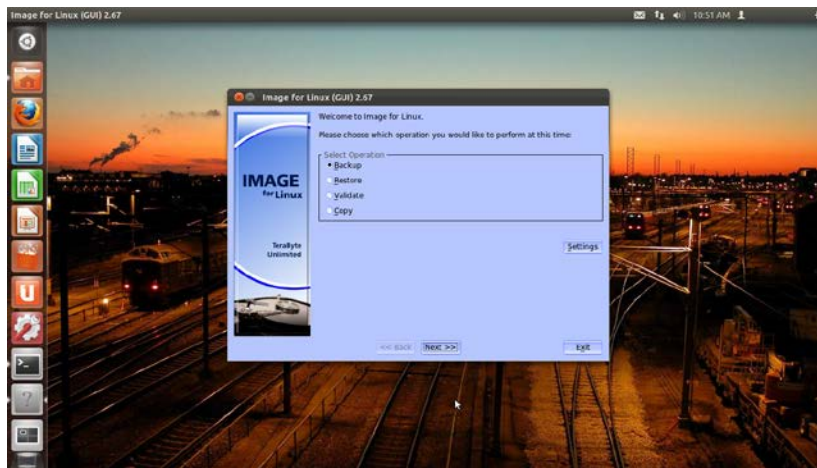 Image for Linux (GUI) 2.67
10:51 AM
Image for Linux (GUI) 2.67
Welcome to Image for Linux.
Please choose which operation you would like to perform at this time:
Select Operation
Backup
Restore
Validate
Copy
IMAGE
for Linux
TeraByte
Unlimited
Settings
<< Back
Next >>
Exit